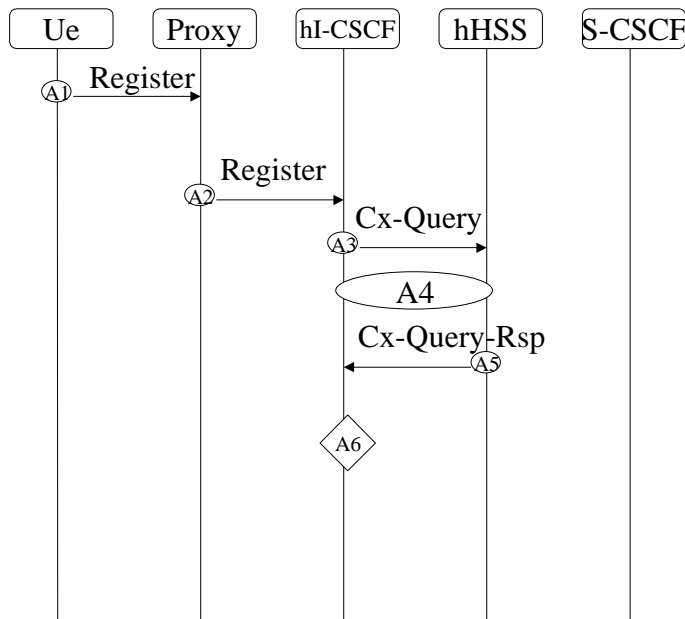 Ue Proxy hI-CSCF hHSS S-CSCF
Register
A1
Register
A2
Cx-Query
A3
A4
Cx-Query-Rsp
A5
A6